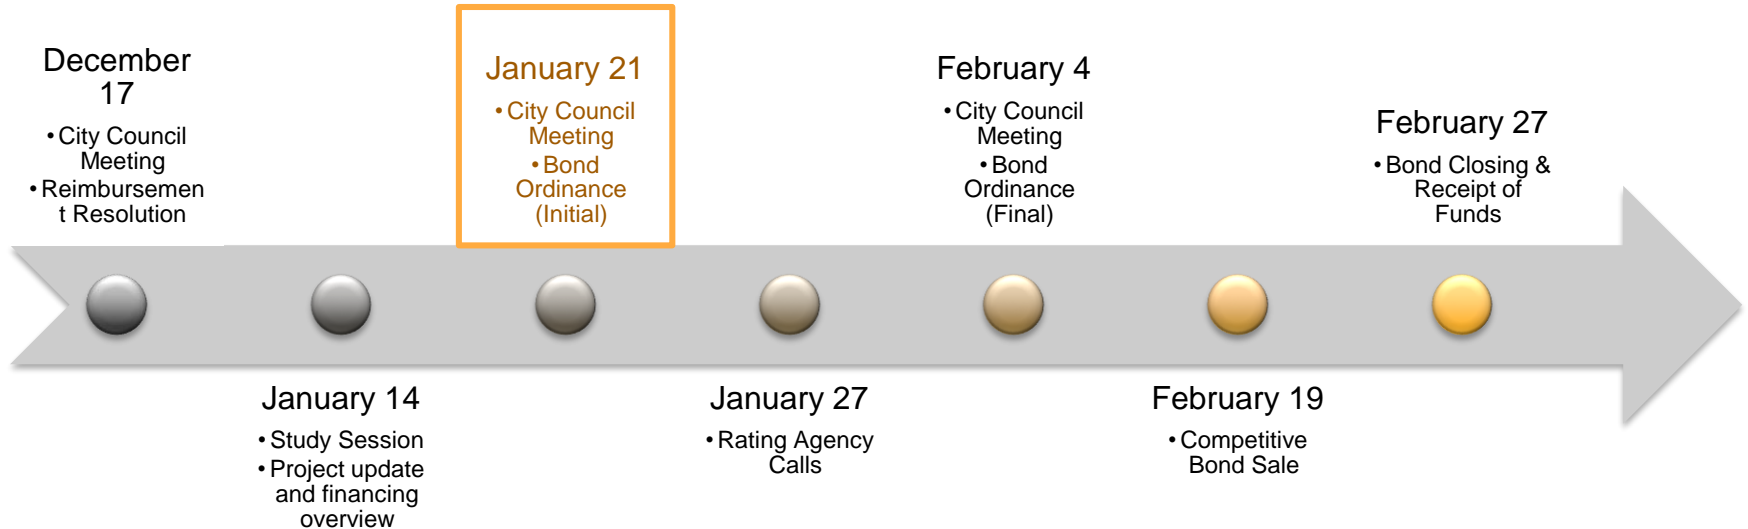 December
17
• City Council
Meeting
• Reimbursemen
t Resolution
January 14
• Study Session
• Project update
and financing
overview
January 21
• City Council
Meeting
• Bond
Ordinance
(Initial)
January 27
• Rating Agency
Calls
February 4
• City Council
Meeting
• Bond
Ordinance
(Final)
February 19
• Competitive
Bond Sale
February 27
• Bond Closing &
Receipt of
Funds